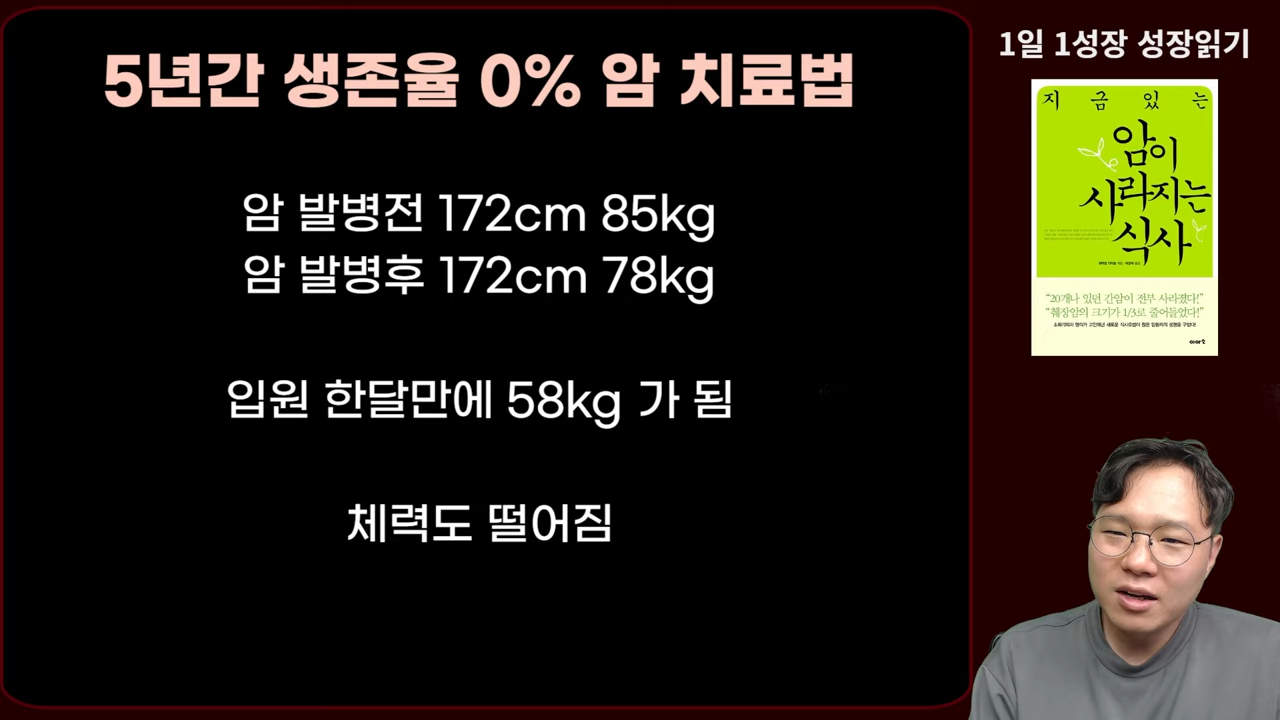 5년간 생존율 0% 암 치료법
암 발병전 172cm 85kg
암 발병후 172cm 78kg
입원 한달만에 58kg 가 됨
체력도 떨어짐
1일 1성장 성장읽기
지금있는
암이
사라지는
식사
"20개나 있던 간암이 전부 사라졌다!"
"췌장암의 크기가 1/3로 줄어들었다!"